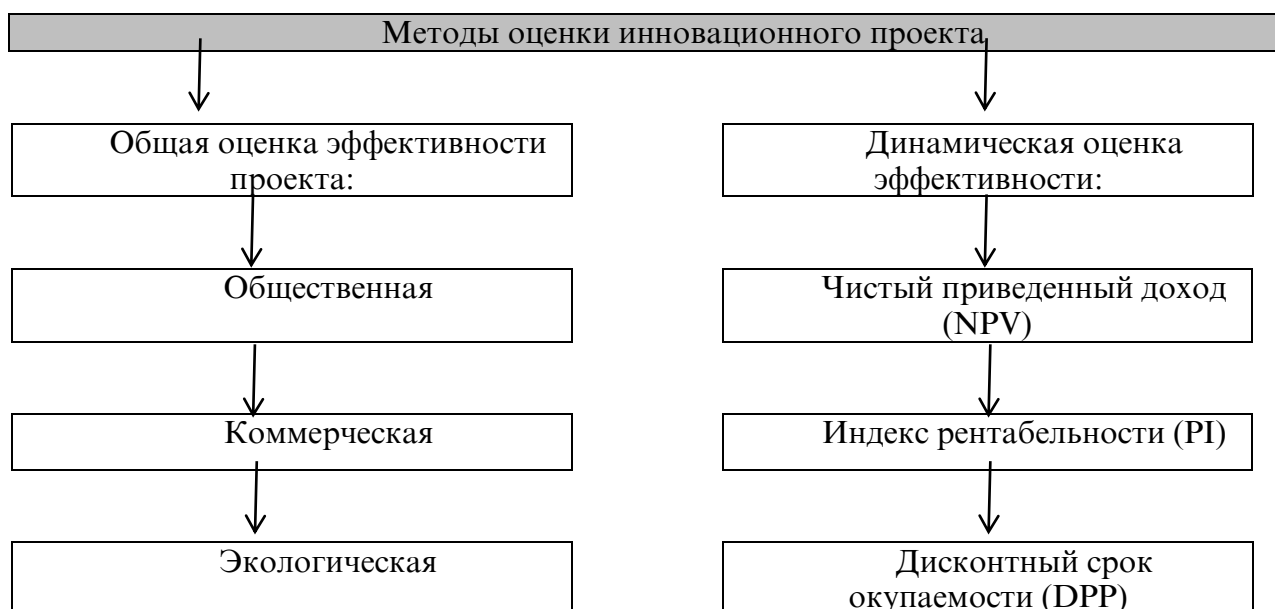 Методы оценки инновационного проекта
Общая оценка эффективности
проекта:
Общественная
Коммерческая
Экологическая
Динамическая оценка
эффективности:
Чистый приведенный доход
(NPV)
Индекс рентабельности (PI)
Дисконтный срок
окупаемости (DPP)